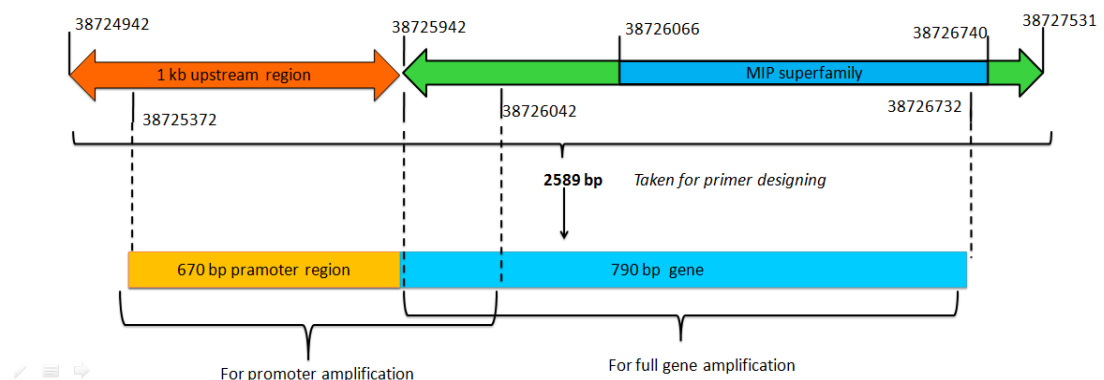 38724942
38725942
38726066
38726740
38727531
1 kb upstream region
MIP superfamily
38725372
38726042
38726732
2589 bp Taken for primer designing
670 bp pramoter region
790 bp gene
For promoter amplification
For full gene amplification